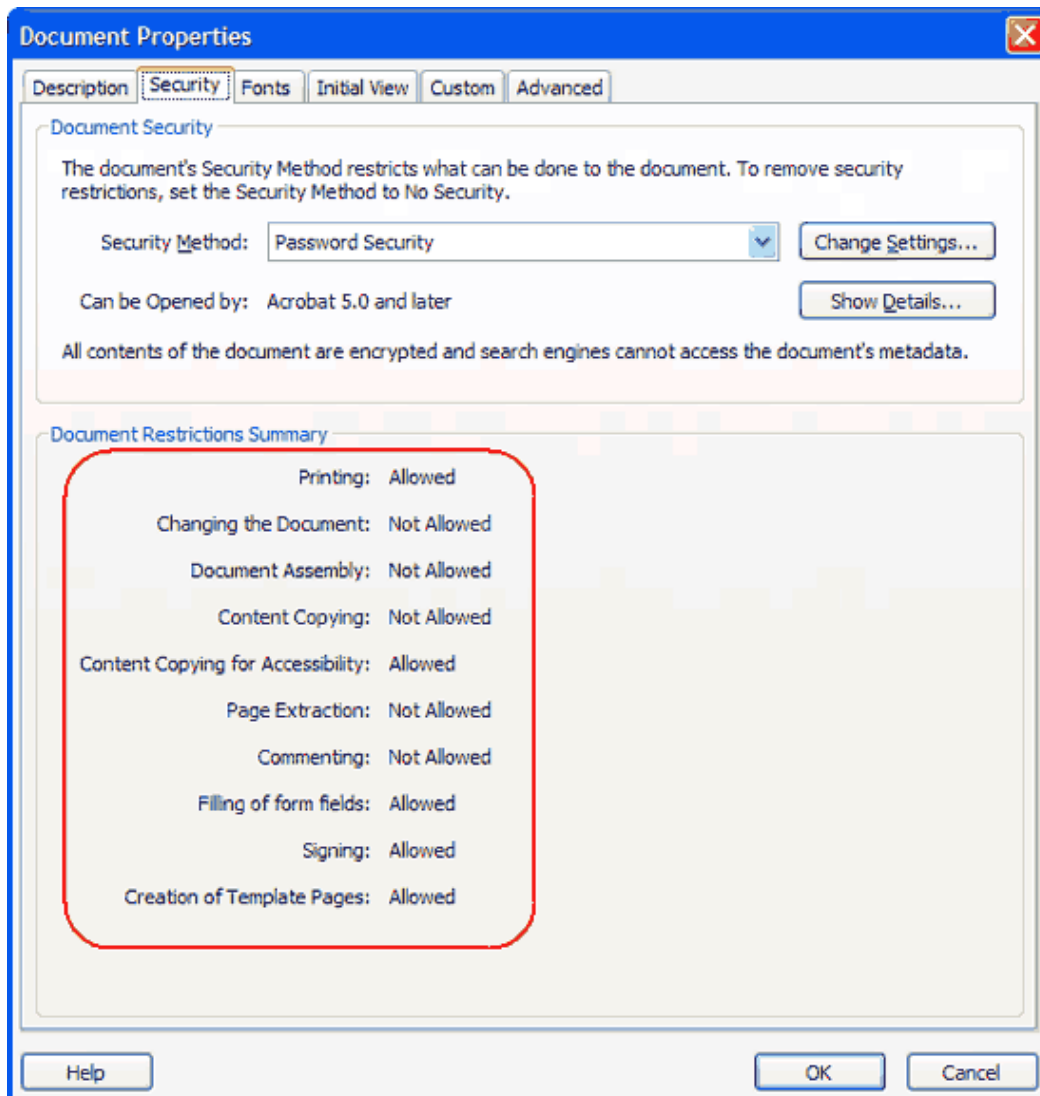 Document Properties
Description Security Fonts Initial View Custom Advanced
Document Security
The document's Security Method restricts what can be done to the document. To remove security
restrictions, set the Security Method to No Security.
Security Method: Password Security Change Settings...
Can be Opened by: Acrobat 5.0 and later Show Details...
All contents of the document are encrypted and search engines cannot access the document's metadata.
Document Restrictions Summary
Printing: Allowed
Changing the Document: Not Allowed
Document Assembly: Not Allowed
Content Copying: Not Allowed
Content Copying for Accessibility: Allowed
Page Extraction: Not Allowed
Commenting: Not Allowed
Filling of form fields: Allowed
Signing: Allowed
Creation of Template Pages: Allowed
Help OK Cancel